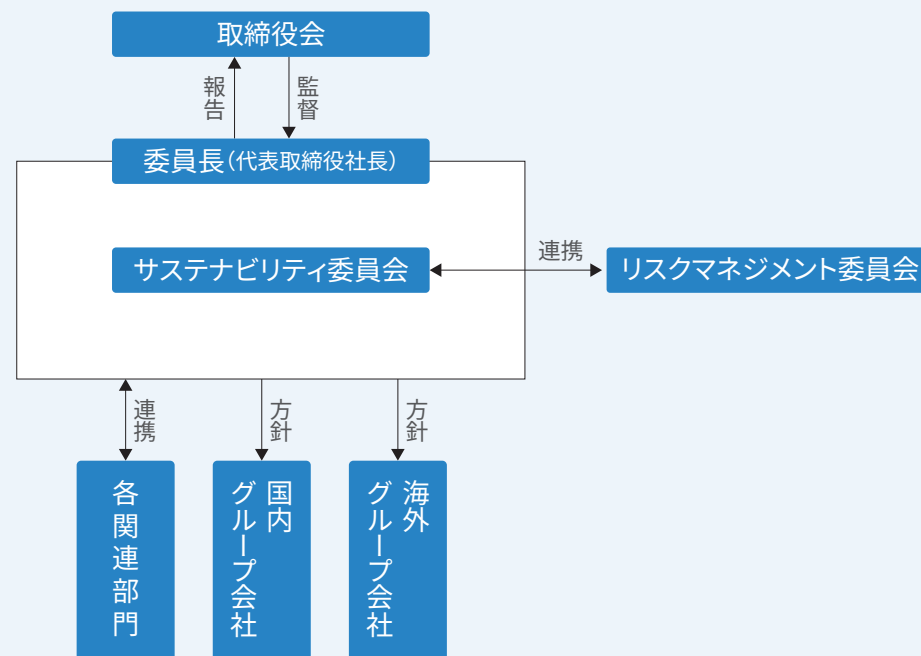 取締役会
報告
監督
委員長（代表取締役社長）
サステナビリティ委員会
連携
リスクマネジメント委員会
連携
方針
方針
各関連部門
国内
グループ会社
海外
グループ会社